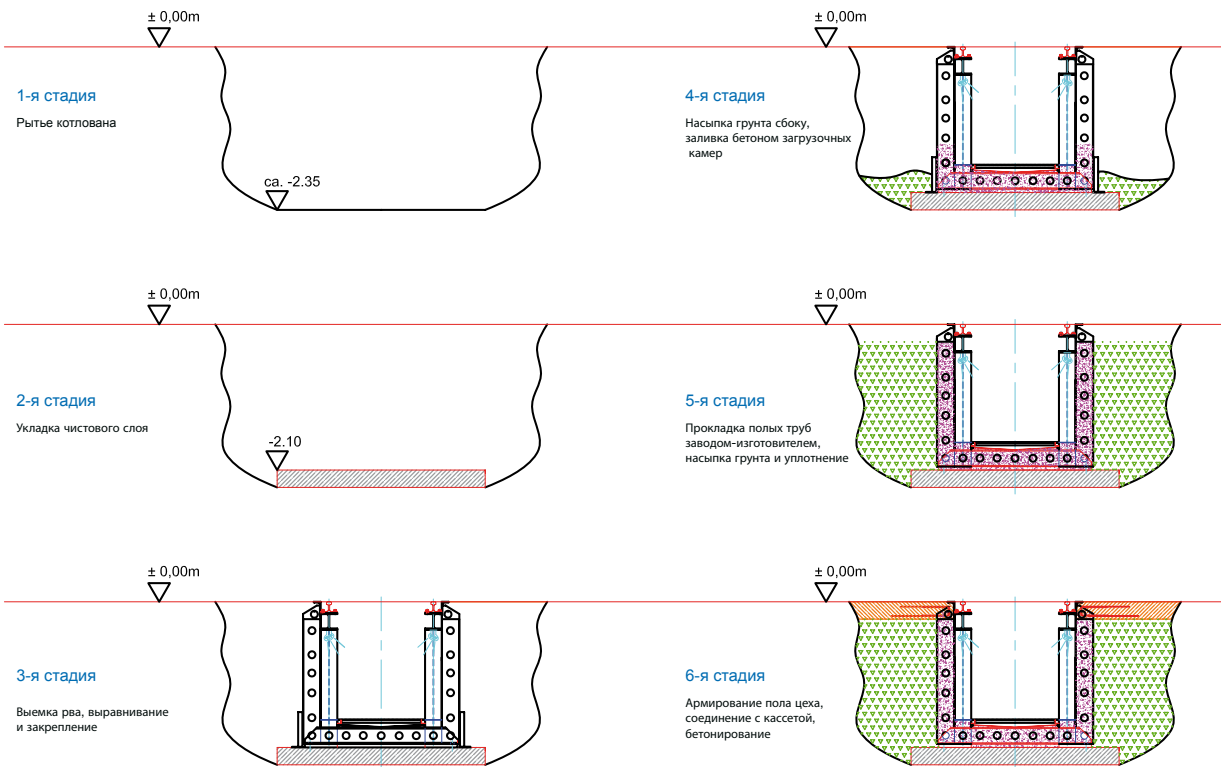 ± 0,00m
1-я стадия
Рытье котлована
ca. -2.35
± 0,00m
2-я стадия
Укладка чистового слоя
-2.10
± 0,00m
3-я стадия
Выемка рва, выравнивание
и закрепление
± 0,00m
4-я стадия
Насыпка грунта сбоку,
заливка бетоном загрузочных
камер
± 0,00m
5-я стадия
Прокладка полых труб
заводом-изготовителем,
насыпка грунта и уплотнение
± 0,00m
6-я стадия
Армирование пола цеха,
соединение с кассетой,
бетонирование